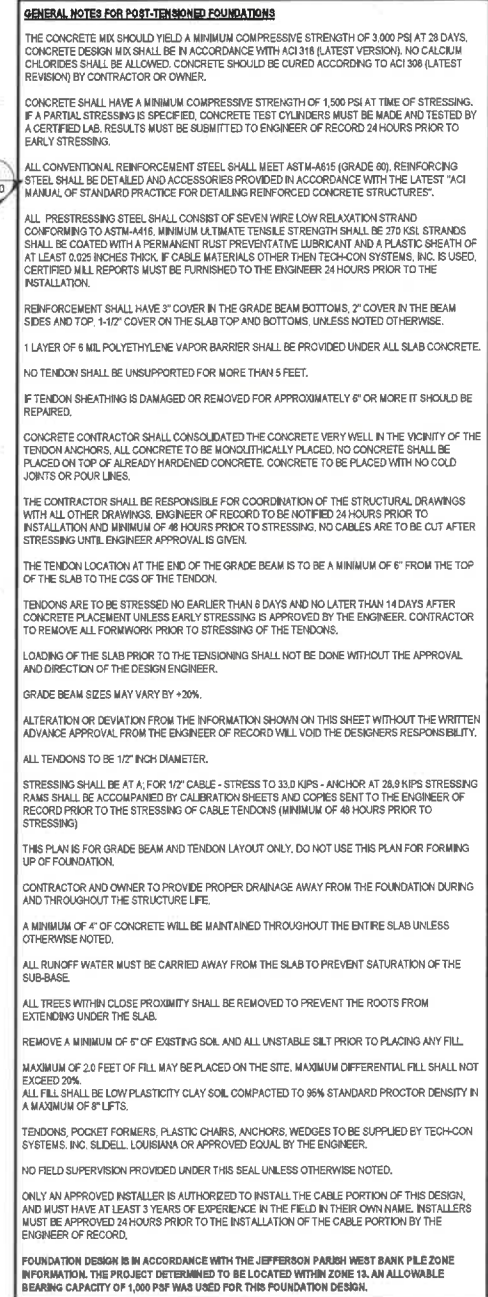 GENERAL NOTES FOR POST-TENSIONED FOUNDATIONS
THE CONCRETE MIX SHOULD YIELD A MINIMUM COMPRESSIVE STRENGTH OF 3,000 PSI AT 28 DAYS.
CONCRETE DESIGN MIX SHALL BE IN ACCORDANCE WITH ACI 318 (LATEST VERSION). NO CALCIUM
CHLORIDES SHALL BE ALLOWED. CONCRETE SHOULD BE CURED ACCORDING TO ACI 308 (LATEST
REVISION) BY CONTRACTOR OR OWNER.
CONCRETE SHALL HAVE A MINIMUM COMPRESSIVE STRENGTH OF 1,500 PSI AT TIME OF STRESSING.
IF A PARTIAL STRESSING IS SPECIFIED, CONCRETE TEST CYLINDERS MUST BE MADE AND TESTED BY
A CERTIFIED LAB. RESULTS MUST BE SUBMITTED TO ENGINEER OF RECORD 24 HOURS PRIOR TO
EARLY STRESSING.
ALL CONVENTIONAL REINFORCEMENT STEEL SHALL MEET ASTM-A615 (GRADE 60). REINFORCING
STEEL SHALL BE DETAILED AND ACCESSORIES PROVIDED IN ACCORDANCE WITH THE LATEST "ACI
MANUAL OF STANDARD PRACTICE FOR DETAILING REINFORCED CONCRETE STRUCTURES".
ALL PRESTRESSING STEEL SHALL CONSIST OF SEVEN WIRE LOW RELAXATION STRAND
CONFORMING TO ASTM-A416. MINIMUM ULTIMATE TENSILE STRENGTH SHALL BE 270 KSI. STRANDS
SHALL BE COATED WITH A PERMANENT RUST PREVENTATIVE LUBRICANT AND A PLASTIC SHEATH OF
AT LEAST 0.025 INCHES THICK. IF CABLE MATERIALS OTHER THEN TECH-CON SYSTEMS, INC. IS USED,
CERTIFIED MILL REPORTS MUST BE FURNISHED TO THE ENGINEER 24 HOURS PRIOR TO THE
INSTALLATION.
REINFORCEMENT SHALL HAVE 3" COVER IN THE GRADE BEAM BOTTOMS, 2" COVER IN THE BEAM
SIDES AND TOP, 1-1/2" COVER ON THE SLAB TOP AND BOTTOMS, UNLESS NOTED OTHERWISE.
1 LAYER OF 6 MIL POLYETHYLENE VAPOR BARRIER SHALL BE PROVIDED UNDER ALL SLAB CONCRETE.
NO TENDON SHALL BE UNSUPPORTED FOR MORE THAN 5 FEET.
IF TENDON SHEATHING IS DAMAGED OR REMOVED FOR APPROXIMATELY 6" OR MORE IT SHOULD BE
REPAIRED.
CONCRETE CONTRACTOR SHALL CONSOLIDATED THE CONCRETE VERY WELL IN THE VICINITY OF THE
TENDON ANCHORS. ALL CONCRETE TO BE MONOLITHICALLY PLACED. NO CONCRETE SHALL BE
PLACED ON TOP OF ALREADY HARDENED CONCRETE. CONCRETE TO BE PLACED WITH NO COLD
JOINTS OR POUR LINES.
THE CONTRACTOR SHALL BE RESPONSIBLE FOR COORDINATION OF THE STRUCTURAL DRAWINGS
WITH ALL OTHER DRAWINGS. ENGINEER OF RECORD TO BE NOTIFIED 24 HOURS PRIOR TO
INSTALLATION AND MINIMUM OF 48 HOURS PRIOR TO STRESSING. NO CABLES ARE TO BE CUT AFTER
STRESSING UNTIL ENGINEER APPROVAL IS GIVEN.
THE TENDON LOCATION AT THE END OF THE GRADE BEAM IS TO BE A MINIMUM OF 6" FROM THE TOP
OF THE SLAB TO THE CGS OF THE TENDON.
TENDONS ARE TO BE STRESSED NO EARLIER THAN 8 DAYS AND NO LATER THAN 14 DAYS AFTER
CONCRETE PLACEMENT UNLESS EARLY STRESSING IS APPROVED BY THE ENGINEER. CONTRACTOR
TO REMOVE ALL FORMWORK PRIOR TO STRESSING OF THE TENDONS.
LOADING OF THE SLAB PRIOR TO THE TENSIONING SHALL NOT BE DONE WITHOUT THE APPROVAL
AND DIRECTION OF THE DESIGN ENGINEER.
GRADE BEAM SIZES MAY VARY BY +20%.
ALTERATION OR DEVIATION FROM THE INFORMATION SHOWN ON THIS SHEET WITHOUT THE WRITTEN
ADVANCE APPROVAL FROM THE ENGINEER OF RECORD WILL VOID THE DESIGNERS RESPONSIBILITY.
ALL TENDONS TO BE 1/2" INCH DIAMETER.
STRESSING SHALL BE AT A; FOR 1/2" CABLE - STRESS TO 33.0 KIPS - ANCHOR AT 28.9 KIPS STRESSING
RAMS SHALL BE ACCOMPANIED BY CALIBRATION SHEETS AND COPIES SENT TO THE ENGINEER OF
RECORD PRIOR TO THE STRESSING OF CABLE TENDONS (MINIMUM OF 48 HOURS PRIOR TO
STRESSING)
THIS PLAN IS FOR GRADE BEAM AND TENDON LAYOUT ONLY. DO NOT USE THIS PLAN FOR FORMING
UP OF FOUNDATION.
CONTRACTOR AND OWNER TO PROVIDE PROPER DRAINAGE AWAY FROM THE FOUNDATION DURING
AND THROUGHOUT THE STRUCTURE LIFE.
A MINIMUM OF 4" OF CONCRETE WILL BE MAINTAINED THROUGHOUT THE ENTIRE SLAB UNLESS
OTHERWISE NOTED.
ALL RUNOFF WATER MUST BE CARRIED AWAY FROM THE SLAB TO PREVENT SATURATION OF THE
SUB-BASE.
ALL TREES WITHIN CLOSE PROXIMITY SHALL BE REMOVED TO PREVENT THE ROOTS FROM
EXTENDING UNDER THE SLAB.
REMOVE A MINIMUM OF 5" OF EXISTING SOIL AND ALL UNSTABLE SILT PRIOR TO PLACING ANY FILL.
MAXIMUM OF 2.0 FEET OF FILL MAY BE PLACED ON THE SITE. MAXIMUM DIFFERENTIAL FILL SHALL NOT
EXCEED 20%.
ALL FILL SHALL BE LOW PLASTICITY CLAY SOIL COMPACTED TO 95% STANDARD PROCTOR DENSITY IN
A MAXIMUM OF 8" LIFTS.
TENDONS, POCKET FORMERS, PLASTIC CHAIRS, ANCHORS, WEDGES TO BE SUPPLIED BY TECH-CON
SYSTEMS, INC. SLIDELL, LOUISIANA OR APPROVED EQUAL BY THE ENGINEER.
NO FIELD SUPERVISION PROVIDED UNDER THIS SEAL UNLESS OTHERWISE NOTED.
ONLY AN APPROVED INSTALLER IS AUTHORIZED TO INSTALL THE CABLE PORTION OF THIS DESIGN,
AND MUST HAVE AT LEAST 3 YEARS OF EXPERIENCE IN THE FIELD IN THEIR OWN NAME. INSTALLERS
MUST BE APPROVED 24 HOURS PRIOR TO THE INSTALLATION OF THE CABLE PORTION BY THE
ENGINEER OF RECORD.
FOUNDATION DESIGN IS IN ACCORDANCE WITH THE JEFFERSON PARISH WEST BANK PILE ZONE
INFORMATION. THE PROJECT DETERMINED TO BE LOCATED WITHIN ZONE 13. AN ALLOWABLE
BEARING CAPACITY OF 1,000 PSF WAS USED FOR THIS FOUNDATION DESIGN.